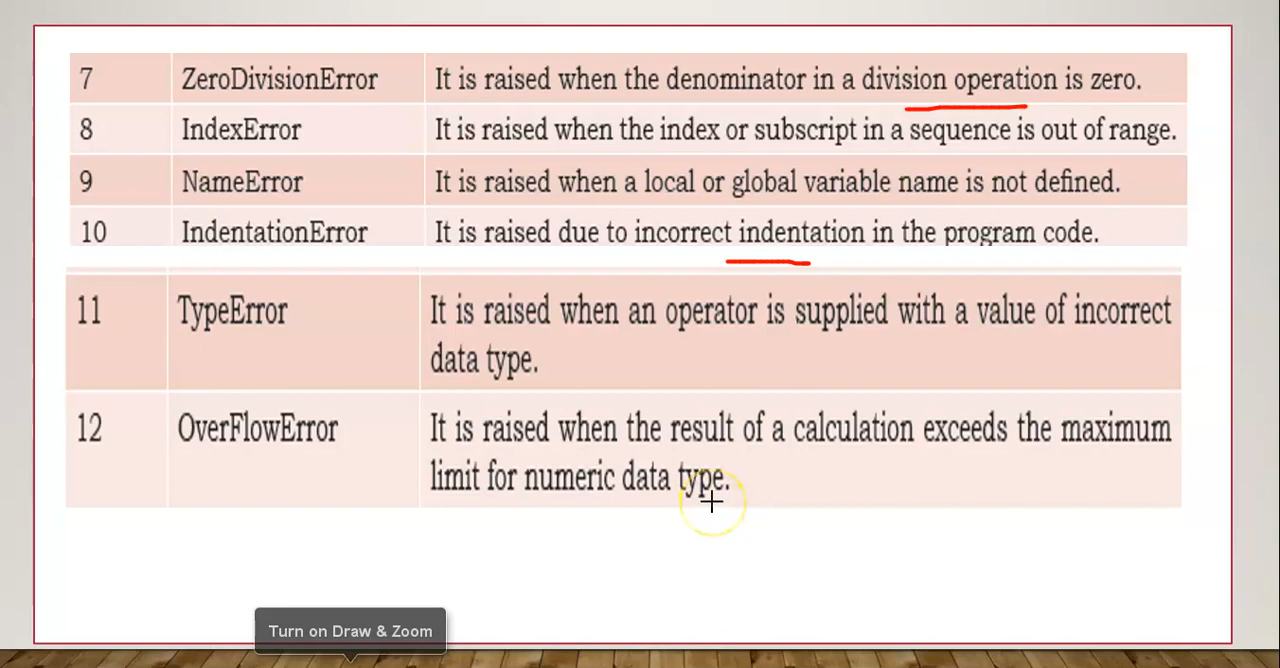 7 ZeroDivisionError It is raised when the denominator in a division operation is zero.
8 IndexError It is raised when the index or subscript in a sequence is out of range.
9 NameError It is raised when a local or global variable name is not defined.
10 IndentationError It is raised due to incorrect indentation in the program code.
11 TypeError It is raised when an operator is supplied with a value of incorrect
data type.
12 OverFlowError It is raised when the result of a calculation exceeds the maximum
limit for numeric data type.
Turn on Draw & Zoom